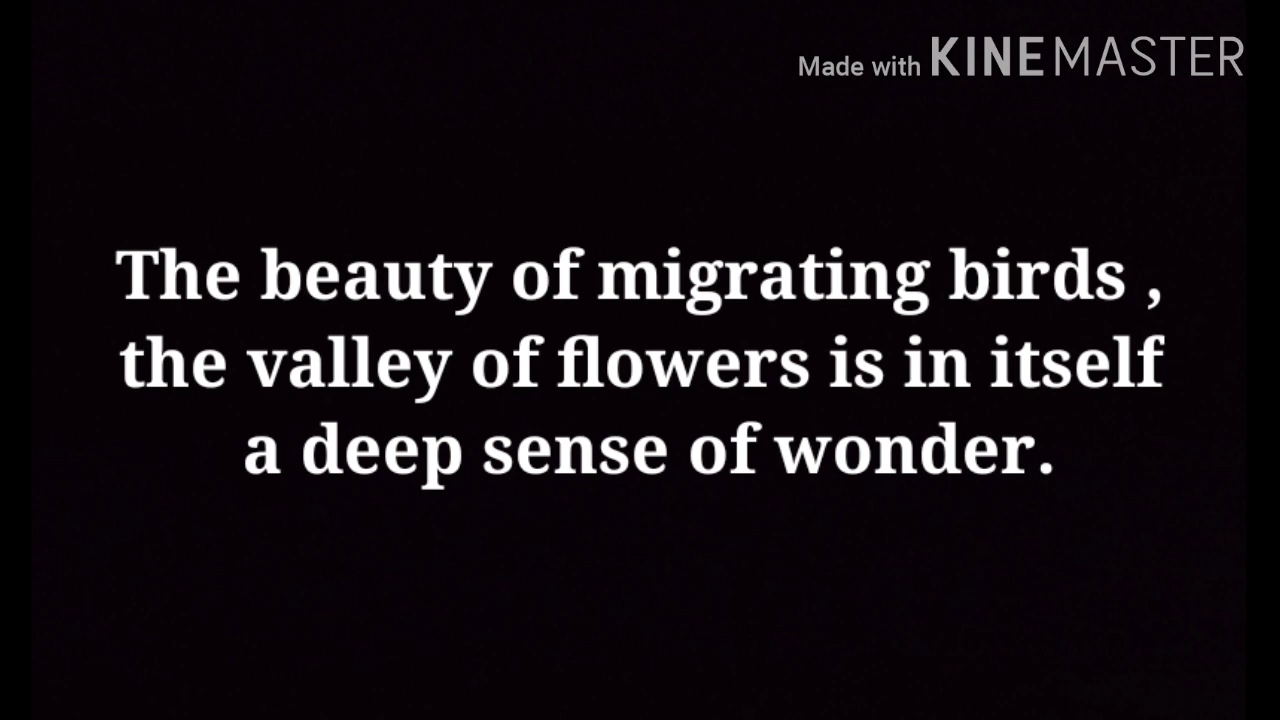 Made with KINEMASTER
The beauty of migrating birds ,
the valley of flowers is in itself
a deep sense of wonder.